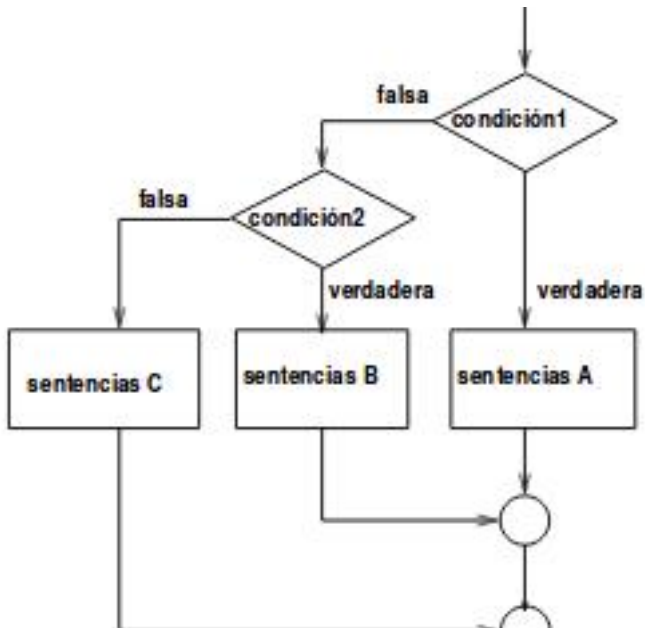 falsa
condición1
falsa
condición2
verdadera
verdadera
sentencias C
sentencias B
sentencias A